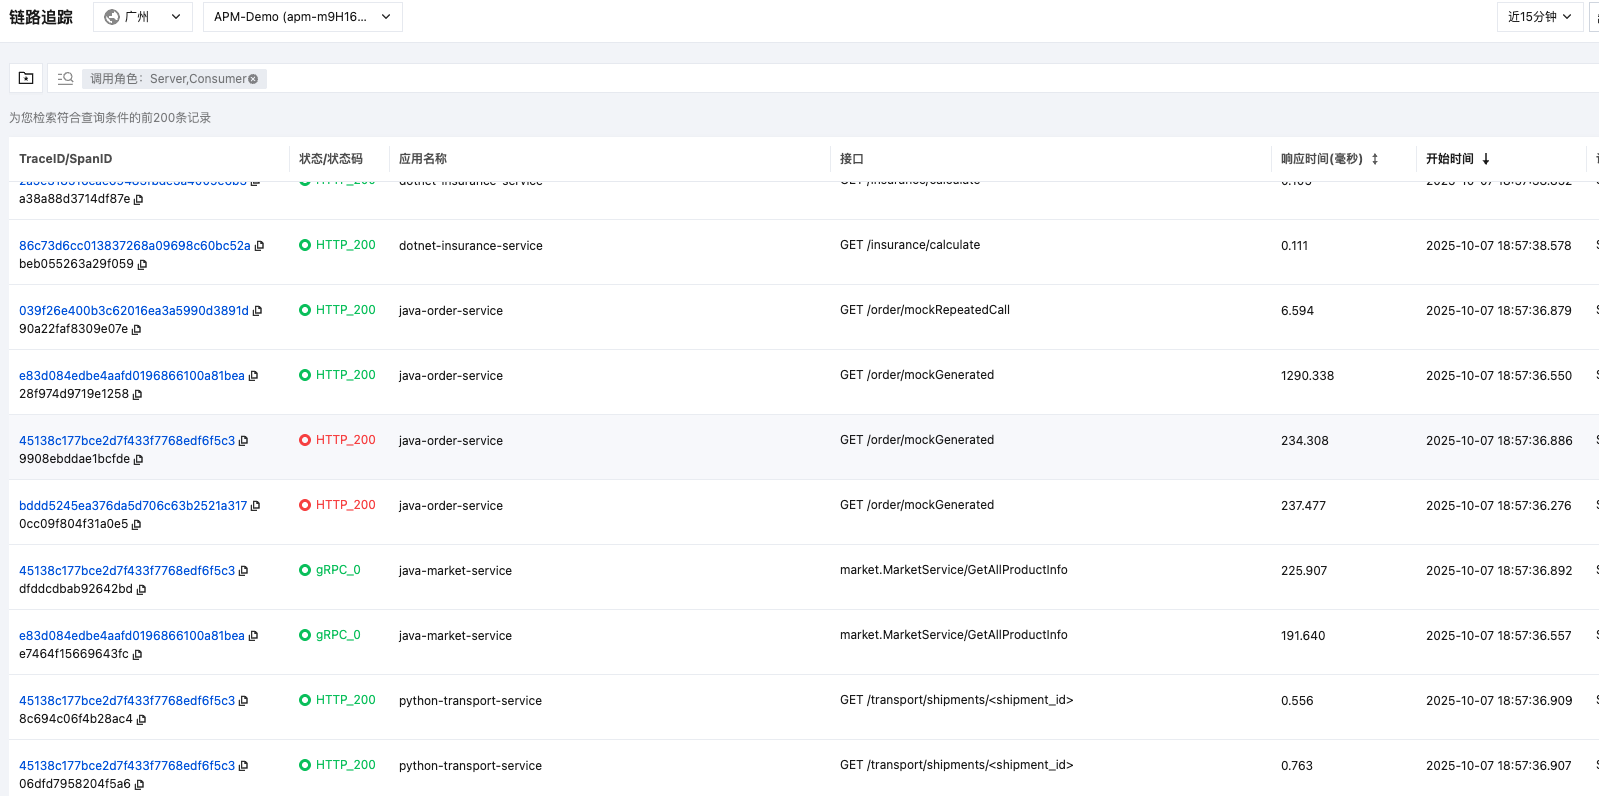 链路追踪
广州
APM-Demo (apm-m9H16...
近15分钟
调用角色: Server,Consumer
为您检索符合查询条件的前200条记录
TraceID/SpanID 状态/状态码 应用名称 接口 响应时间(毫秒) 开始时间
HTTP_200 dotnet-insurance-service GET /insurance/calculate
a38a88d3714df87e
86c73d6cc013837268a09698c60bc52a HTTP_200 dotnet-insurance-service GET /insurance/calculate 0.111 2025-10-07 18:57:38.578
beb055263a29f059
039f26e400b3c62016ea3a5990d3891d HTTP_200 java-order-service GET /order/mockRepeatedCall 6.594 2025-10-07 18:57:36.879
90a22faf8309e07e
e83d084edbe4aafd0196866100a81bea HTTP_200 java-order-service GET /order/mockGenerated 1290.338 2025-10-07 18:57:36.550
28f974d9719e1258
45138c177bce2d7f433f7768edf6f5c3 HTTP_200 java-order-service GET /order/mockGenerated 234.308 2025-10-07 18:57:36.886
9908ebddae1bcfde
bddd5245ea376da5d706c63b2521a317 HTTP_200 java-order-service GET /order/mockGenerated 237.477 2025-10-07 18:57:36.276
0cc09f804f31a0e5
45138c177bce2d7f433f7768edf6f5c3 gRPC_0 java-market-service market.MarketService/GetAllProductInfo 225.907 2025-10-07 18:57:36.892
dfddcdbab92642bd
e83d084edbe4aafd0196866100a81bea gRPC_0 java-market-service market.MarketService/GetAllProductInfo 191.640 2025-10-07 18:57:36.557
e7464f15669643fc
45138c177bce2d7f433f7768edf6f5c3 HTTP_200 python-transport-service GET /transport/shipments/<shipment_id> 0.556 2025-10-07 18:57:36.909
8c694c06f4b28ac4
45138c177bce2d7f433f7768edf6f5c3 HTTP_200 python-transport-service GET /transport/shipments/<shipment_id> 0.763 2025-10-07 18:57:36.907
06dfd7958204f5a6